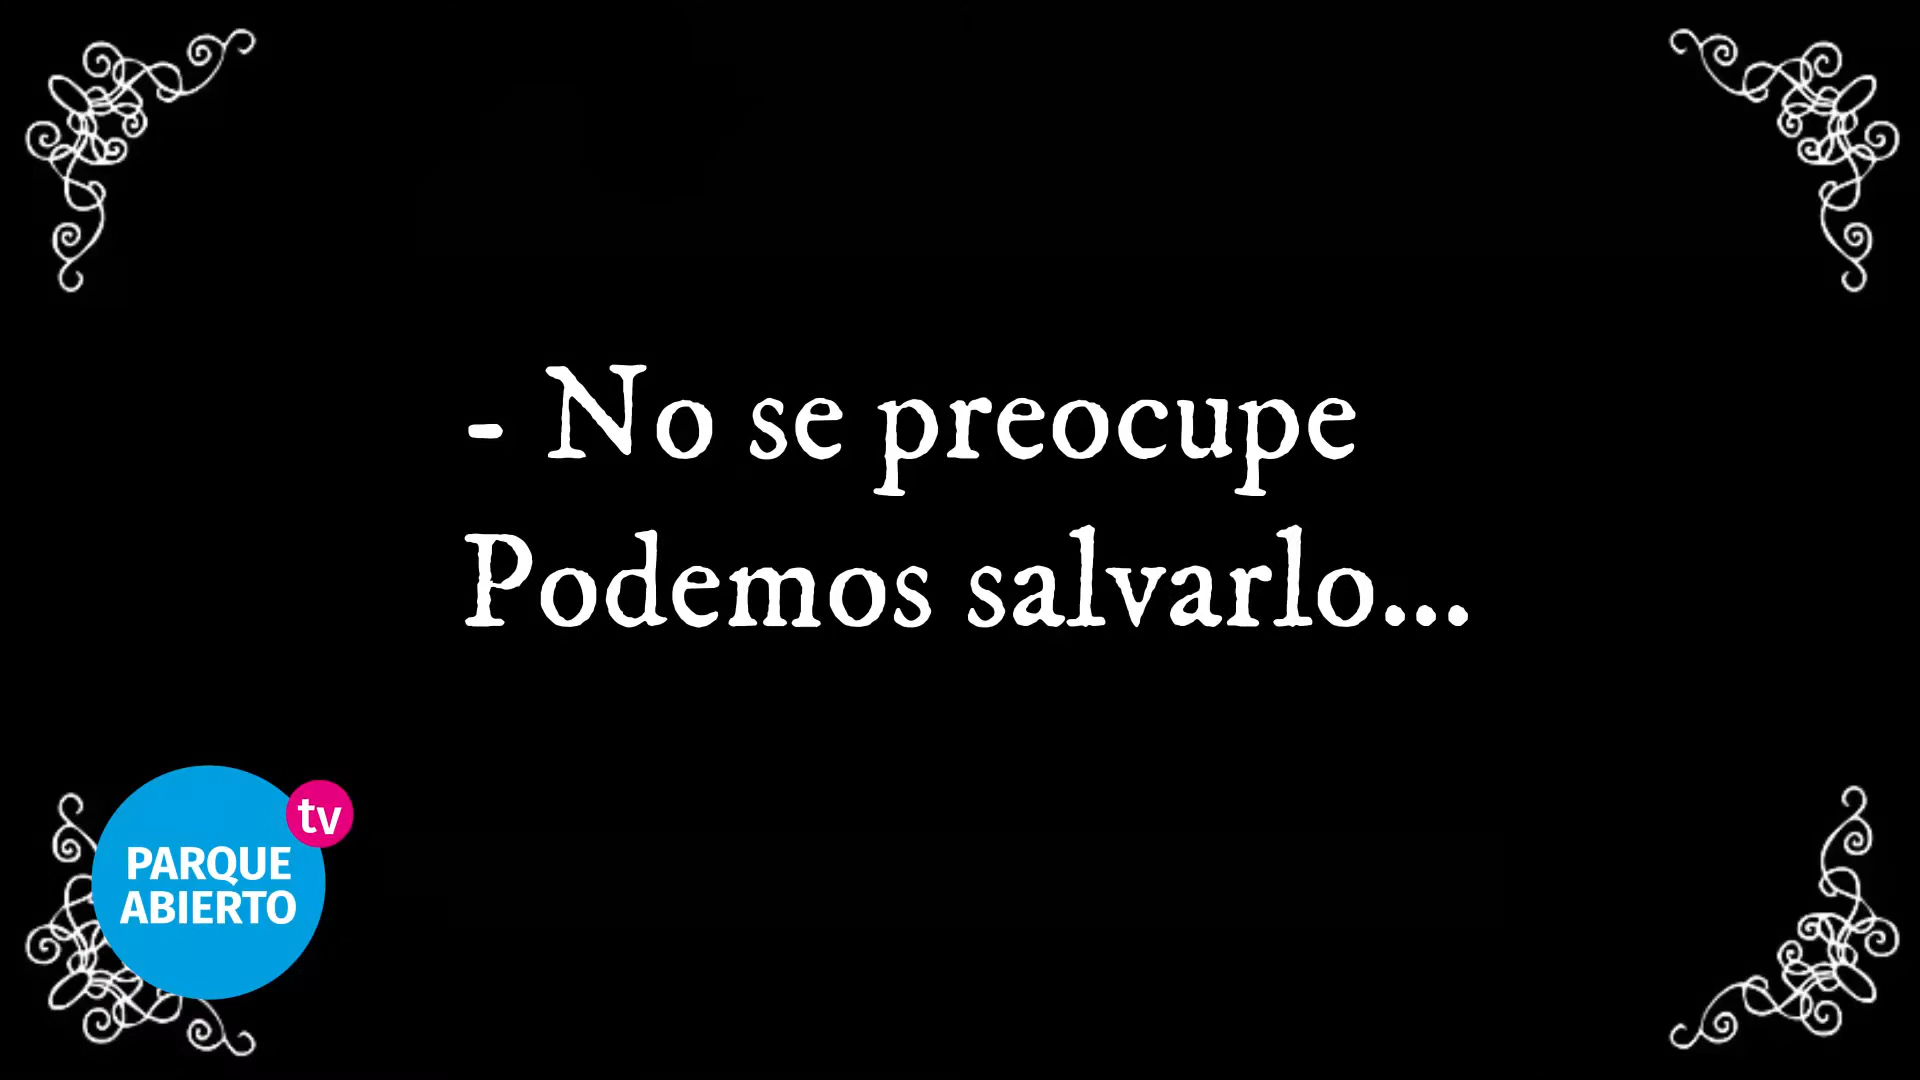 - No se preocupe
Podemos salvarlo...
tv
PARQUE
ABIERTO